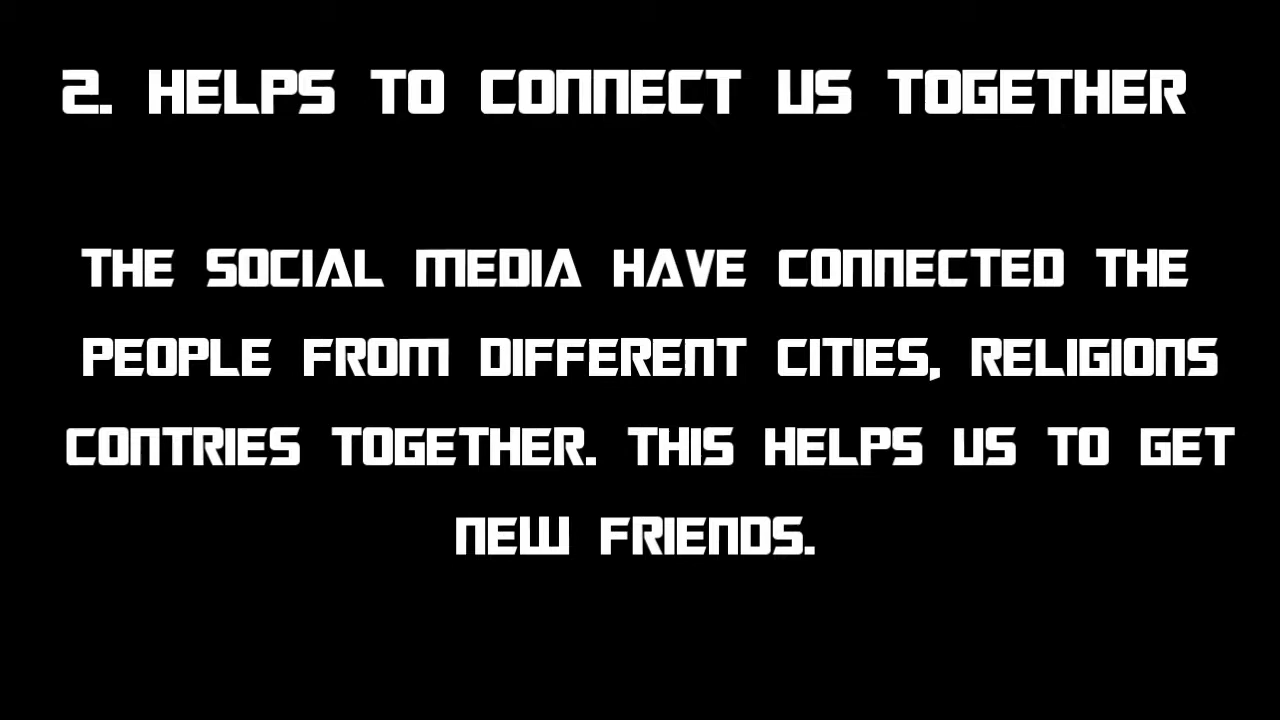 2. HELPS TO CONNECT US TOGETHER
THE SOCIAL MEDIA HAVE CONNECTED THE
PEOPLE FROM DIFFERENT CITIES, RELIGIONS
CONTRIES TOGETHER. THIS HELPS US TO GET
NEW FRIENDS.